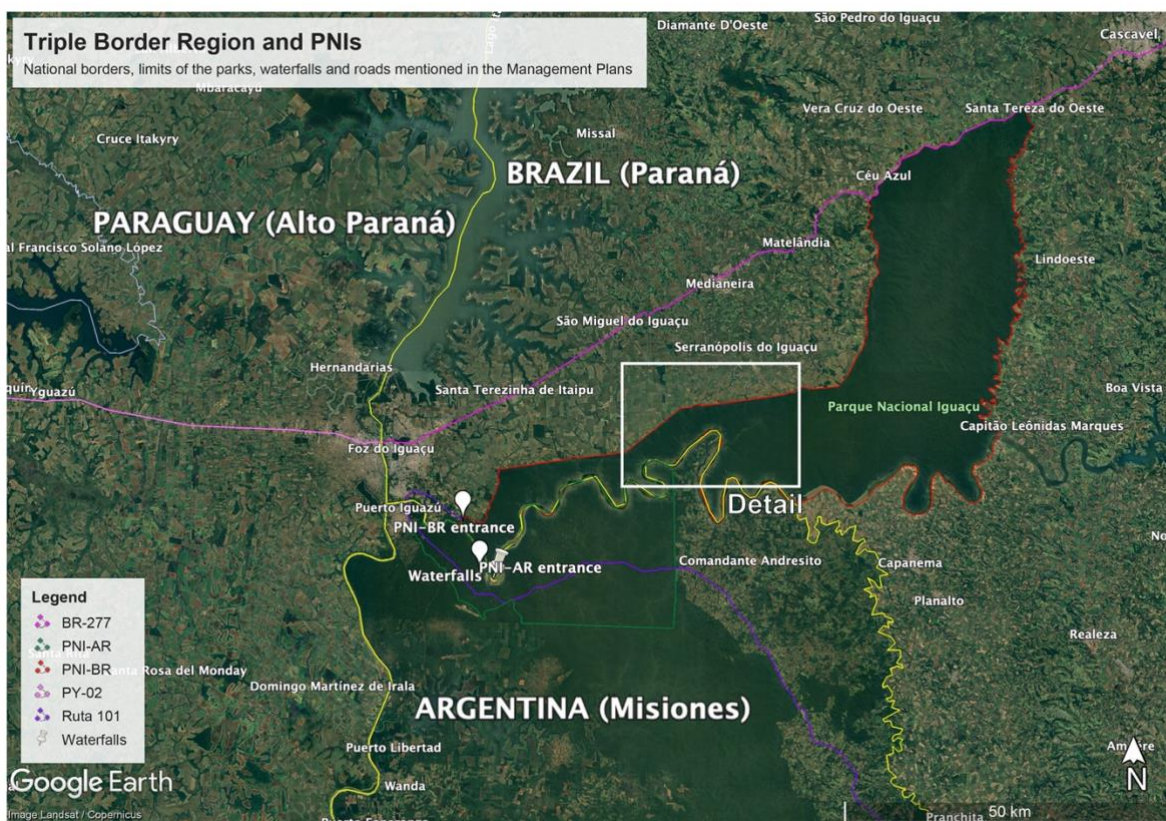 Triple Border Region and PNIs
National borders, limits of the parks, waterfalls and roads mentioned in the Management Plans
Diamante D'Oeste
São Pedro do Iguaçu
Cascavel
Mbaracayú
Cruce Itakyry
Missal
Vera Cruz do Oeste
Santa Tereza do Oeste
BRAZIL (Paraná)
Céu Azul
PARAGUAY (Alto Paraná)
al Francisco Solano López
Matelândia
Lindoeste
Medianeira
São Miguel do Iguaçu
Serranópolis do Iguaçu
Hernandarias
Santa Terezinha de Itaipu
Yguazú
Boa Vista
Parque Nacional Iguaçu
Capitão Leônidas Marques
Foz do Iguaçu
Detail
Puerto Iguazú
PNI-BR entrance
PNI-AR entrance
Waterfalls
Comandante Andresito
Capanema
Planalto
Realeza
Legend
BR-277
PNI-AR
PNI-BR
PY-02
Ruta 101
Waterfalls
nta Rosa del Monday
Domingo Martínez de Irala
ARGENTINA (Misiones)
Puerto Libertad
Wanda
Google Earth
Image Landsat / Copernicus
N
50 km
Pranchita